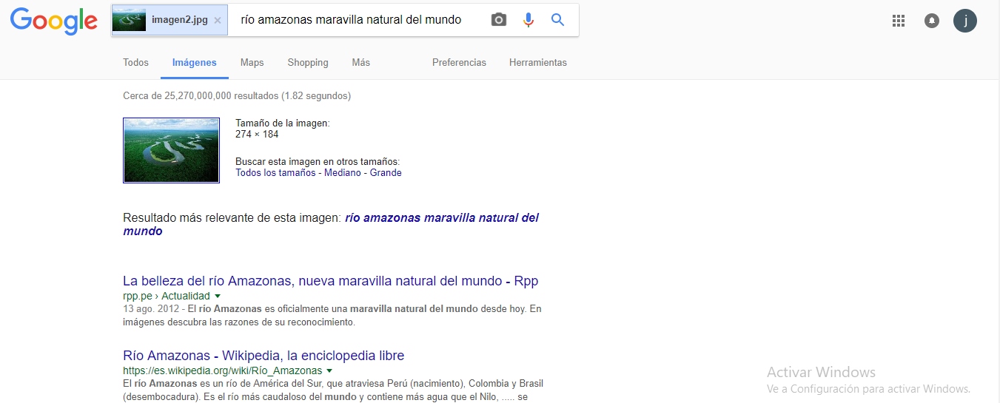 Google imagen2.jpg × río amazonas maravilla natural del mundo j
Todos Imágenes Maps Shopping Más Preferencias Herramientas
Cerca de 25,270,000,000 resultados (1.82 segundos)
Tamaño de la imagen:
274 × 184
Buscar esta imagen en otros tamaños:
Todos los tamaños - Mediano - Grande
Resultado más relevante de esta imagen: río amazonas maravilla natural del
mundo
La belleza del río Amazonas, nueva maravilla natural del mundo - Rpp
rpp.pe › Actualidad
13 ago. 2012 - El río Amazonas es oficialmente una maravilla natural del mundo desde hoy. En
imágenes descubra las razones de su reconocimiento.
Río Amazonas - Wikipedia, la enciclopedia libre
https://es.wikipedia.org/wiki/Río_Amazonas
El río Amazonas es un río de América del Sur, que atraviesa Perú (nacimiento), Colombia y Brasil
(desembocadura). Es el río más caudaloso del mundo y contiene más agua que el Nilo, ..... se
Activar Windows
Ve a Configuración para activar Windows.